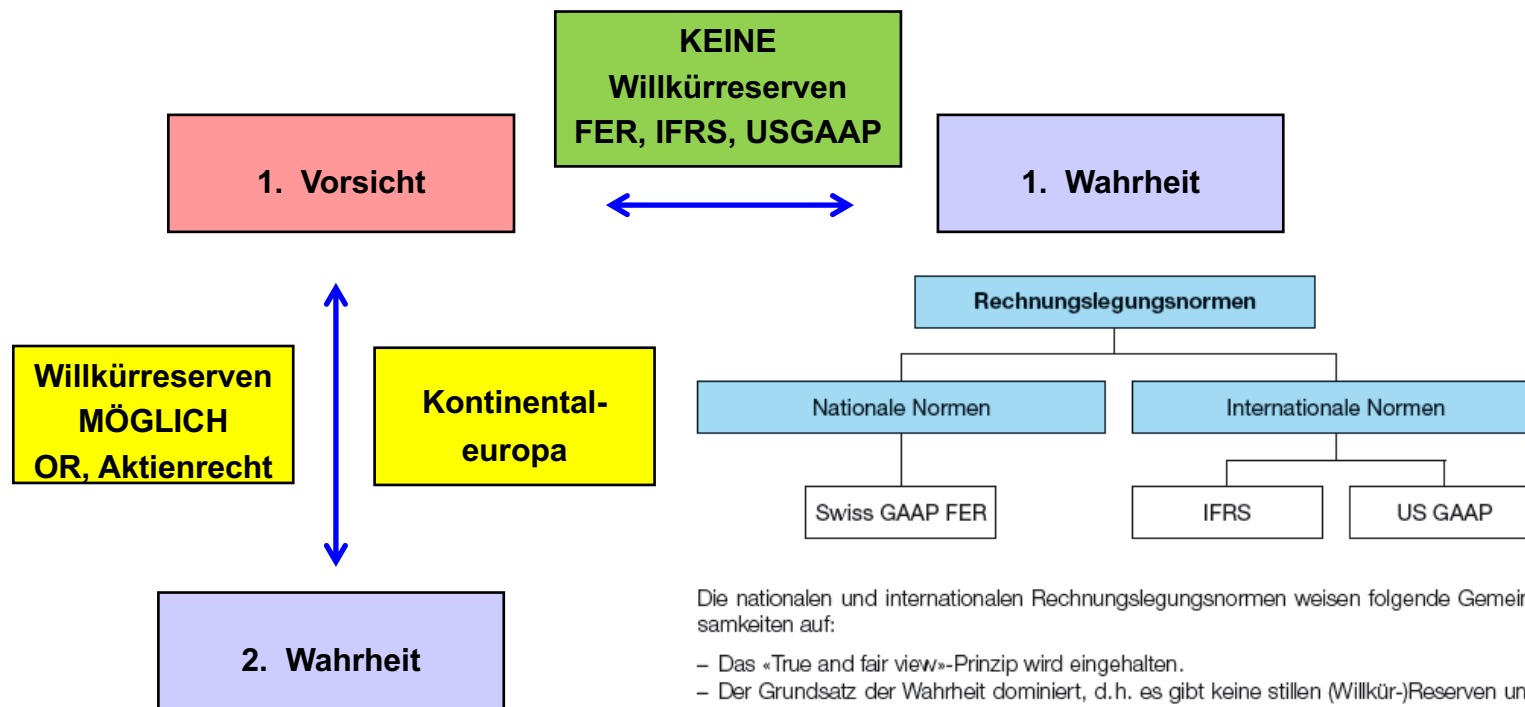 KEINE
Willkürreserven
FER, IFRS, USGAAP
1. Vorsicht
1. Wahrheit
Willkürreserven
MÖGLICH
OR, Aktienrecht
Kontinental-
europa
2. Wahrheit
Rechnungslegungsnormen
Nationale Normen
Internationale Normen
Swiss GAAP FER
IFRS
US GAAP
Die nationalen und internationalen Rechnungslegungsnormen weisen folgende Gemein
samkeiten auf:
– Das «True and fair view»-Prinzip wird eingehalten.
– Der Grundsatz der Wahrheit dominiert, d.h. es gibt keine stillen (Willkür-)Reserven un